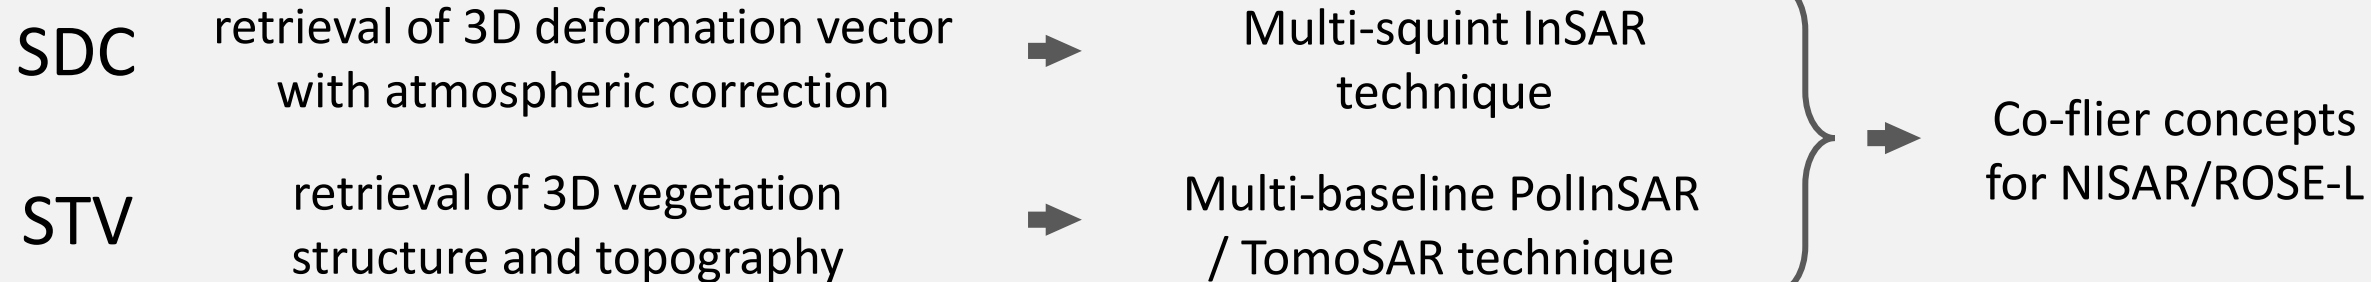 SDC
retrieval of 3D deformation vector
with atmospheric correction
Multi-squint InSAR
technique
STV
retrieval of 3D vegetation
structure and topography
Multi-baseline PolInSAR
/ TomoSAR technique
Co-flier concepts
for NISAR/ROSE-L